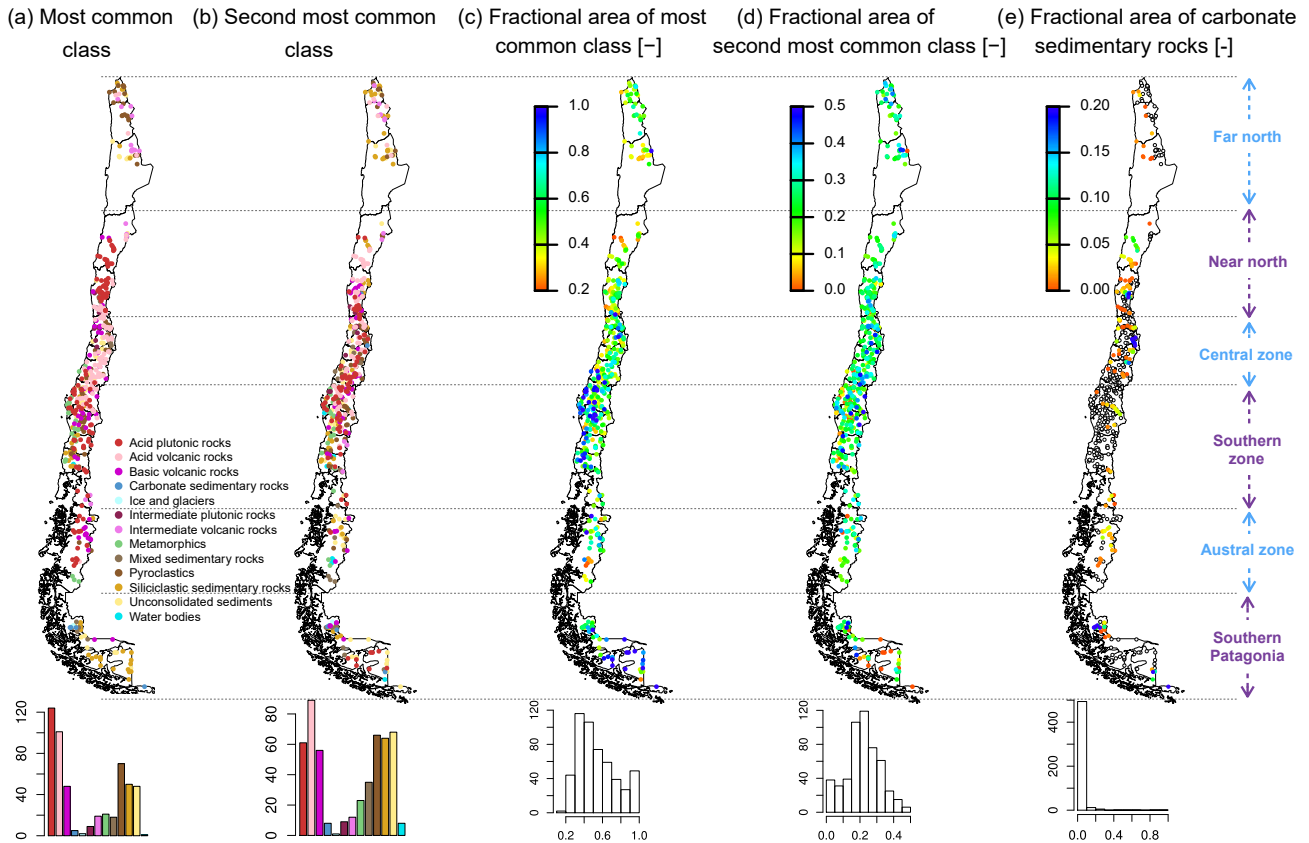 (a) Most common
class
(b) Second most common
class
(c) Fractional area of most
common class [−]
(d) Fractional area of
second most common class [−]
(e) Fractional area of carbonate
sedimentary rocks [-]
1.0
0.8
0.6
0.4
0.2
0.5
0.4
0.3
0.2
0.1
0.0
0.20
0.15
0.10
0.05
0.00
Far north
Near north
Central zone
Southern
zone
Austral zone
Southern
Patagonia
Acid plutonic rocks
Acid volcanic rocks
Basic volcanic rocks
Carbonate sedimentary rocks
Ice and glaciers
Intermediate plutonic rocks
Intermediate volcanic rocks
Metamorphics
Mixed sedimentary rocks
Pyroclastics
Siliciclastic sedimentary rocks
Unconsolidated sediments
Water bodies
0 40 80 120
0 20 40 60 80
0 40 80 120
0.2 0.6 1.0
0 40 80 120
0.0 0.2 0.4
0 200 500
0.0 0.4 0.8